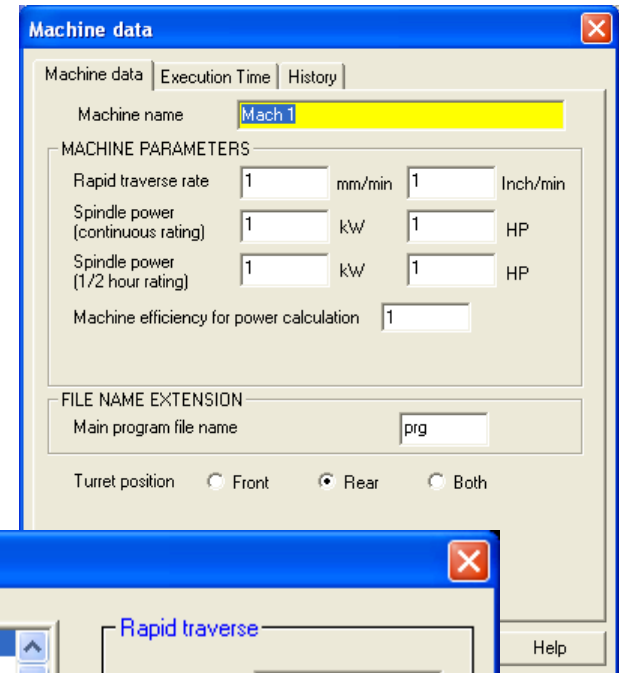 Machine data
Machine data Execution Time History
Machine name Mach 1
MACHINE PARAMETERS
Rapid traverse rate 1 mm/min 1 Inch/min
Spindle power
(continuous rating) 1 kW 1 HP
Spindle power
(1/2 hour rating) 1 kW 1 HP
Machine efficiency for power calculation 1
FILE NAME EXTENSION
Main program file name prg
Turret position Front Rear Both
Rapid traverse
Help